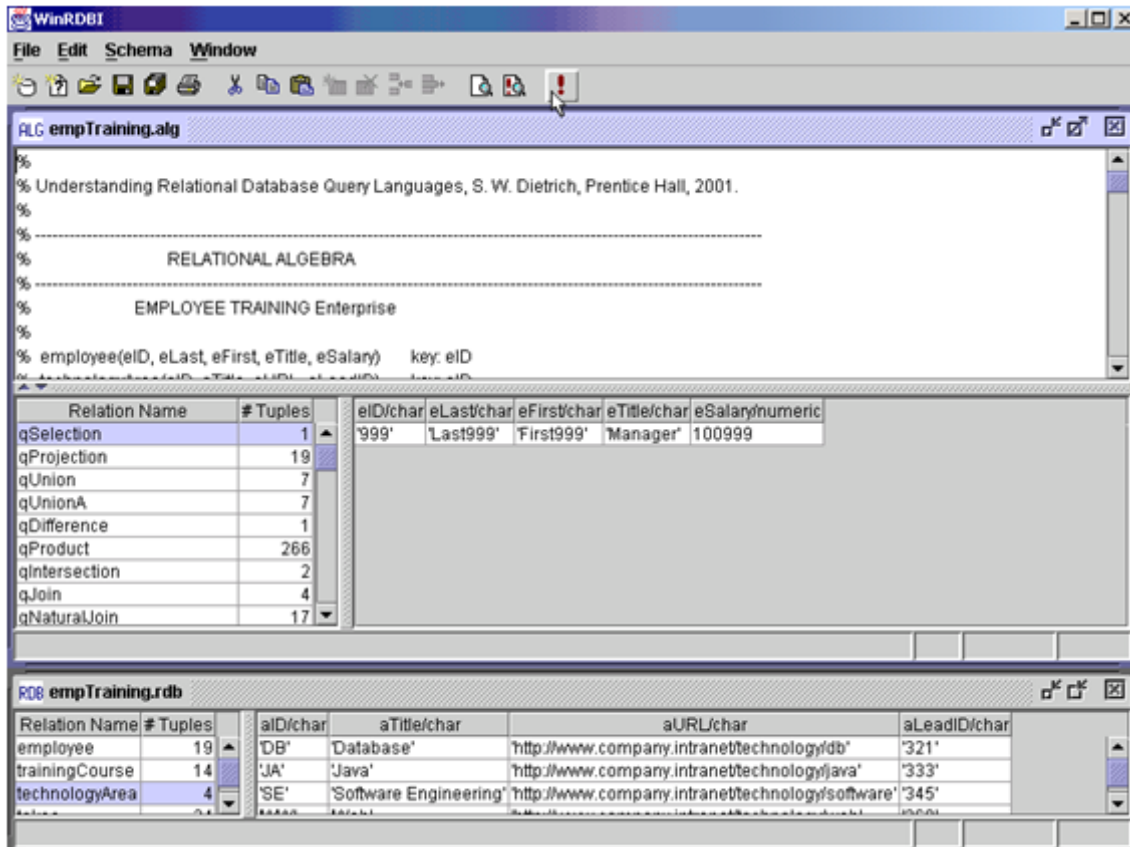 WinRDBI
File Edit Schema Window
ALG empTraining.alg
%
% Understanding Relational Database Query Languages, S. W. Dietrich, Prentice Hall, 2001.
%
% ---------------------------------------------------------------
% RELATIONAL ALGEBRA
% ---------------------------------------------------------------
% EMPLOYEE TRAINING Enterprise
%
% employee(eID, eLast, eFirst, eTitle, eSalary) key: eID
Relation Name # Tuples eID/char eLast/char eFirst/char eTitle/char eSalary/numeric
qSelection 1 '999' 'Last999' 'First999' 'Manager' 100999
qProjection 19
qUnion 7
qUnionA 7
qDifference 1
qProduct 266
qIntersection 2
qJoin 4
qNaturalJoin 17
RDB empTraining.rdb
Relation Name # Tuples aID/char aTitle/char aURL/char aLeadID/char
employee 19 'DB' 'Database' 'http://www.company.intranet/technology/db' '321'
trainingCourse 14 'JA' 'Java' 'http://www.company.intranet/technology/java' '333'
technologyArea 4 'SE' 'Software Engineering' 'http://www.company.intranet/technology/software' '345'